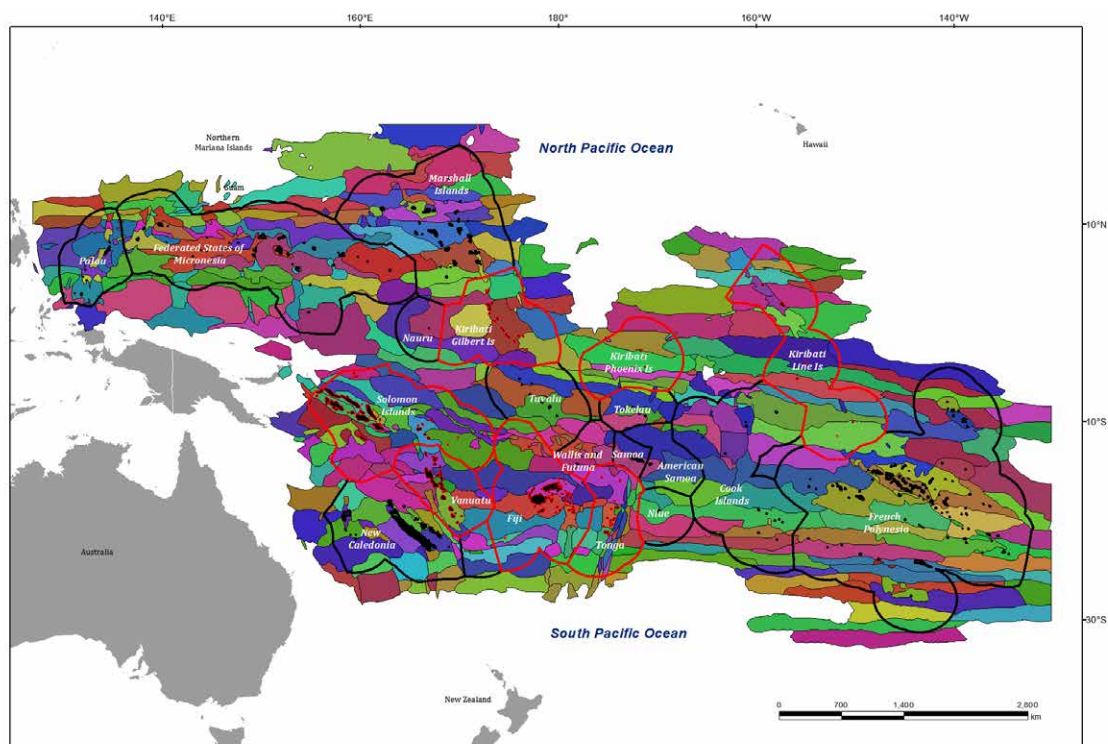 140°E
160°E
180°
160°W
140°W
Northern
Mariana Islands
North Pacific Ocean
Hawaii
Guam
Marshall
Islands
10°N
Federated States of
Micronesia
Palau
Nauru
Kiribati
Gilbert Is
Kiribati
Phoenix Is
Kiribati
Line Is
Solomon
Islands
Tuvalu
Tokelau
10°S
Wallis and
Futuna
Samoa
American
Samoa
Vanuatu
Fiji
Niue
Cook
Islands
French
Polynesia
New
Caledonia
Tonga
Australia
30°S
South Pacific Ocean
New Zealand
0
700
1,400
2,800
km